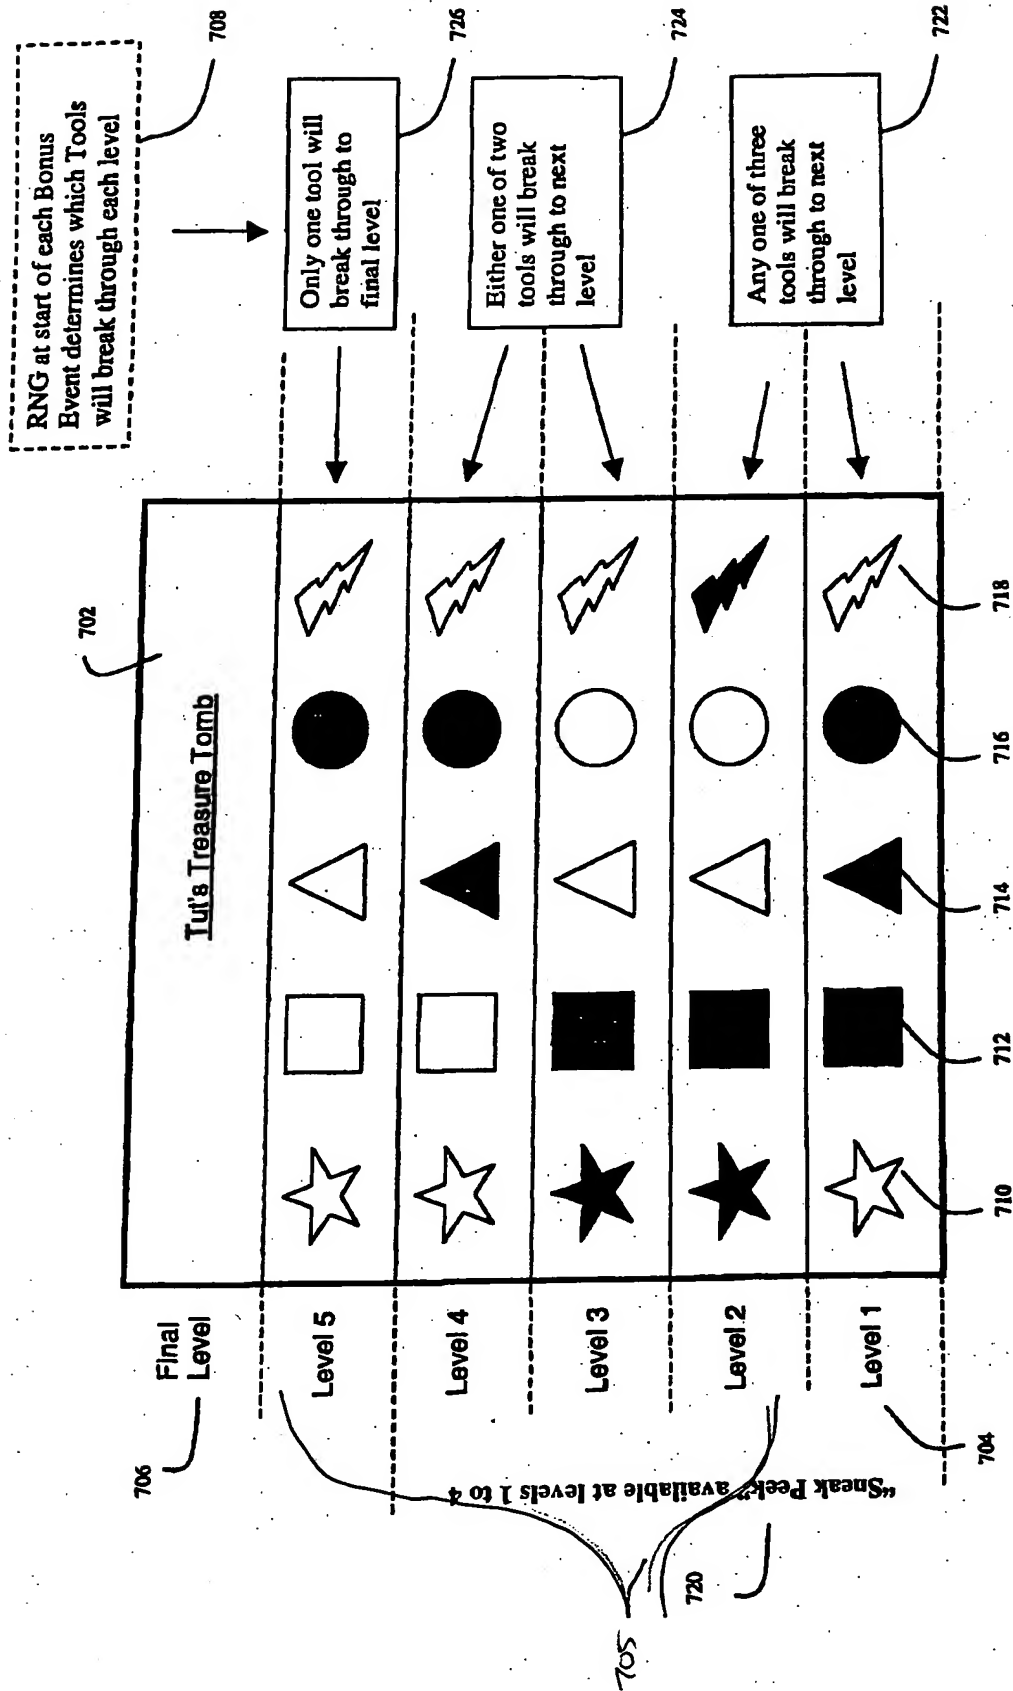 RNG at start of each Bonus
Event determines which Tools
will break through each level
708
702
Tut's Treasure Tomb
Final
Level
706
Level 5
Only one tool will
break through to
final level
726
Level 4
Level 3
Either one of two
tools will break
through to next
level
724
Level 2
Level 1
Any one of three
tools will break
through to next
level
722
704
"Sneak Peek" available at levels 1 to 4
720
705
710
712
714
716
718